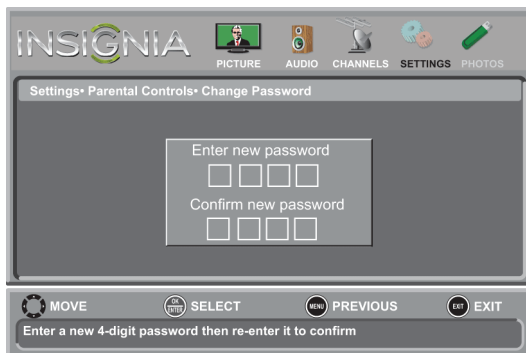 INSIGNIA
PICTURE AUDIO CHANNELS SETTINGS PHOTOS
Settings• Parental Controls• Change Password
Enter new password
Confirm new password
MOVE OK ENTER SELECT MENU PREVIOUS EXIT EXIT
Enter a new 4-digit password then re-enter it to confirm